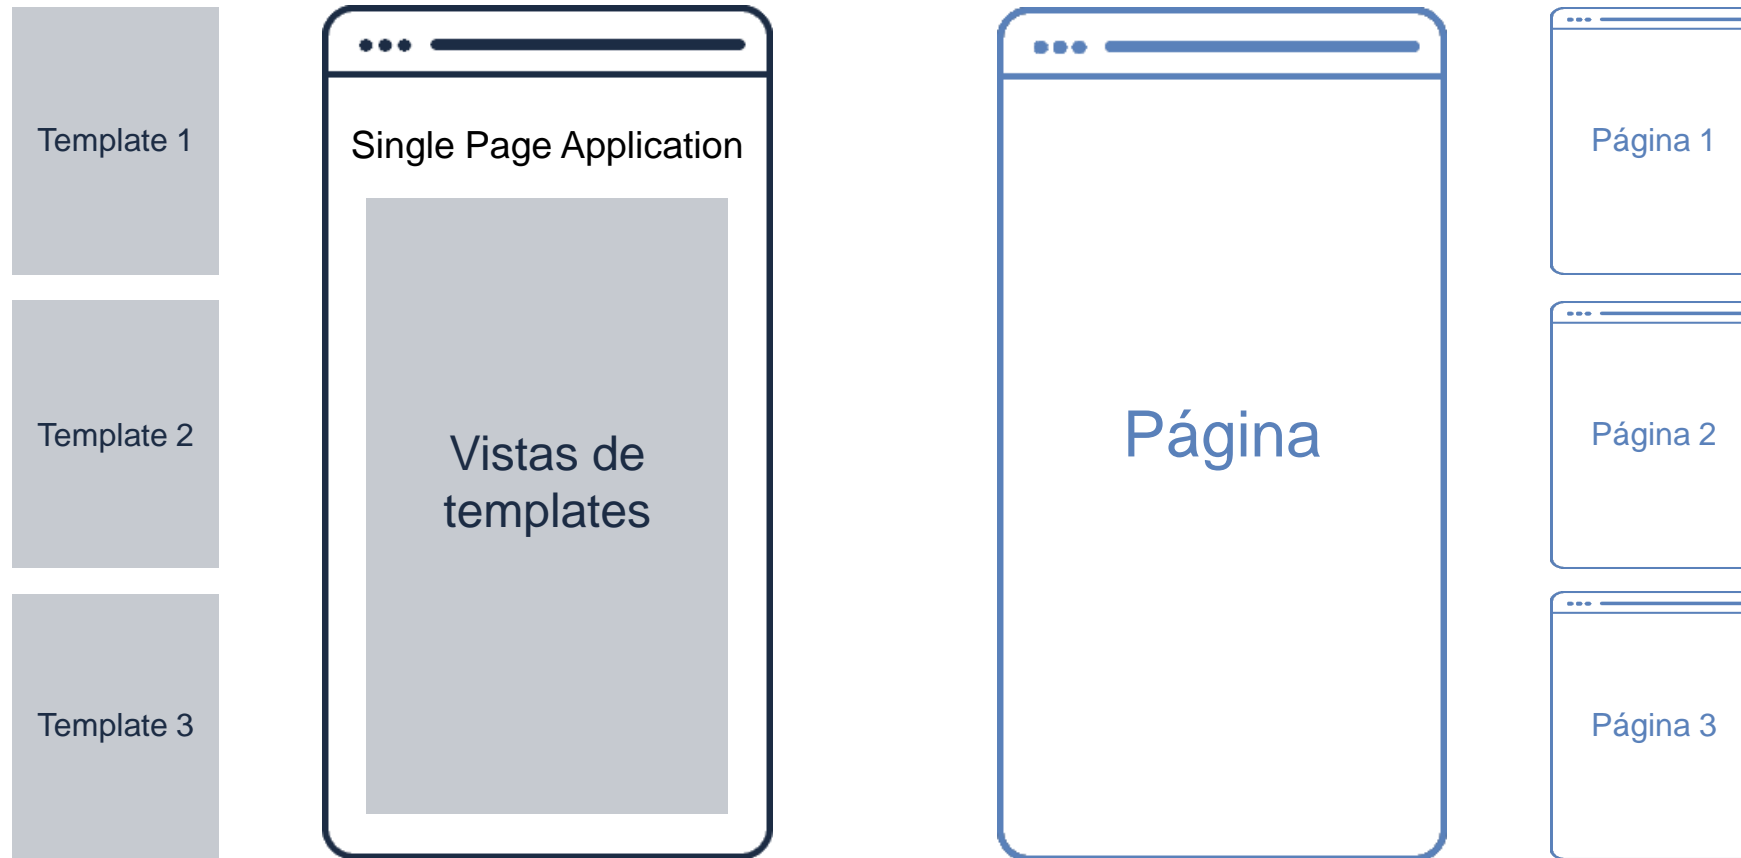 Template 1
Template 2
Template 3
Single Page Application
Vistas de
templates
Página
Página 1
Página 2
Página 3